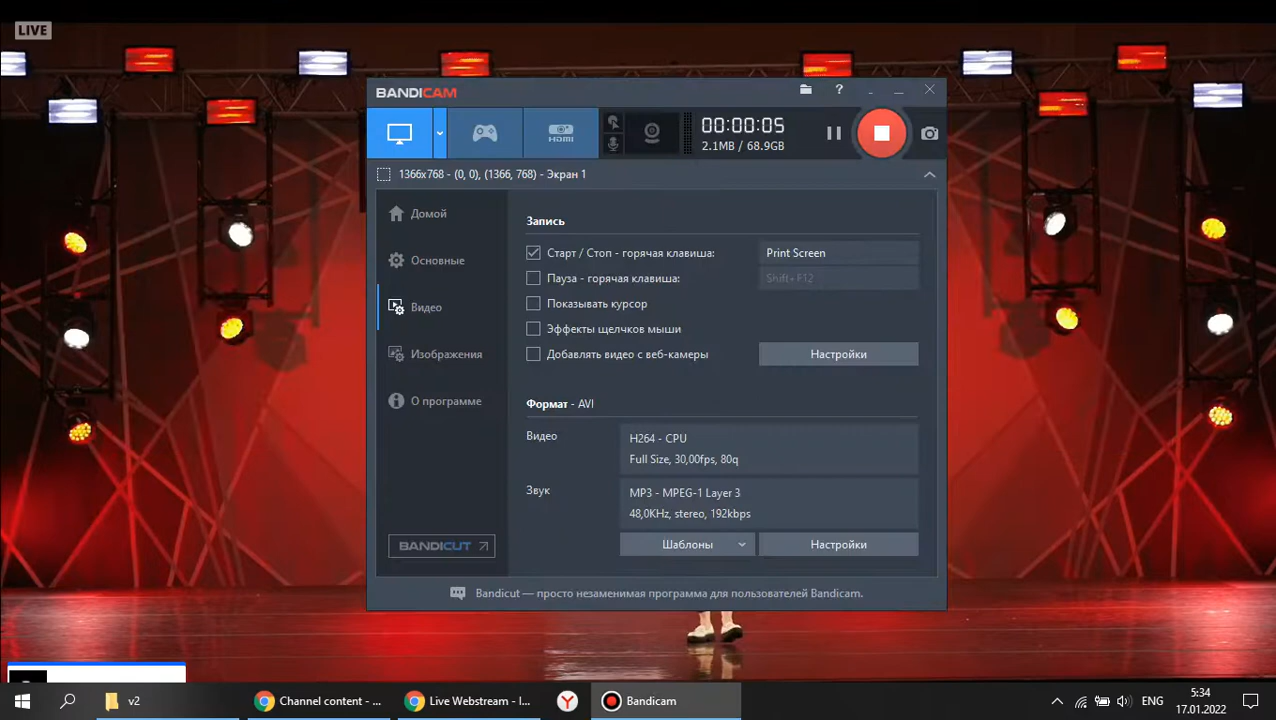 LIVE
BANDICAM
?
HDMI
00:00:05
2.1MB / 68.9GB
1366x768 - (0, 0), (1366, 768) - Экран 1
Домой
Основные
Видео
Изображения
О программе
BANDICUT
Запись
Старт / Стоп - горячая клавиша:
Print Screen
Пауза - горячая клавиша:
Shift+F12
Показывать курсор
Эффекты щелчков мыши
Добавлять видео с веб-камеры
Настройки
Формат - AVI
Видео
H264 - CPU
Full Size, 30,00fps, 80q
Звук
MP3 - MPEG-1 Layer 3
48,0KHz, stereo, 192kbps
Шаблоны
Настройки
Bandicut — просто незаменимая программа для пользователей Bandicam.
v2
Channel content - ...
Live Webstream - I...
Y
Bandicam
ENG
5:34
17.01.2022